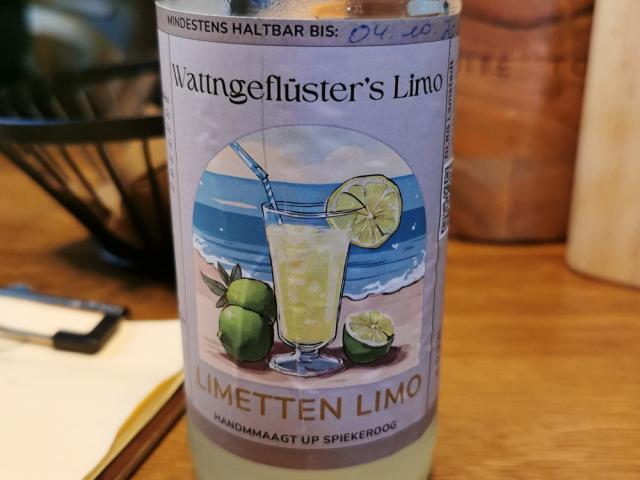 MINDESTENS HALTBAR BIS: 04. 10.
Wattngeflüster's Limo
LIMETTEN LIMO
HANDMMAAGT UP SPIEKEROOG